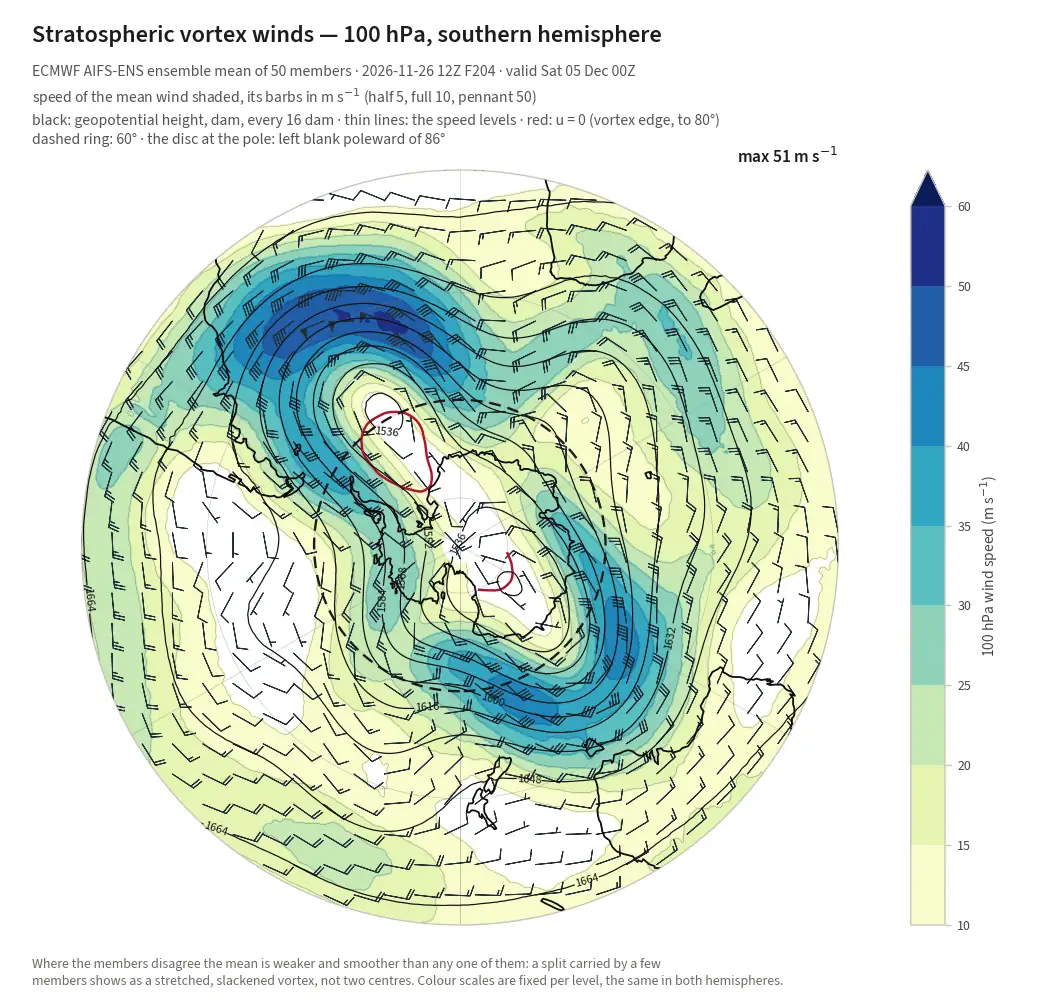 Stratospheric vortex winds — 100 hPa, southern hemisphere
ECMWF AIFS-ENS ensemble mean of 50 members · 2026-11-26 12Z F204 · valid Sat 05 Dec 00Z
speed of the mean wind shaded, its barbs in m s⁻¹ (half 5, full 10, pennant 50)
black: geopotential height, dam, every 16 dam · thin lines: the speed levels · red: u = 0 (vortex edge, to 80°)
dashed ring: 60° · the disc at the pole: left blank poleward of 86°
max 51 m s⁻¹
60
50
45
40
35
30
25
20
15
10
100 hPa wind speed (m s⁻¹)
1536
1664
1584
1632
1616
1600
1648
1664
1664
Where the members disagree the mean is weaker and smoother than any one of them: a split carried by a few
members shows as a stretched, slackened vortex, not two centres. Colour scales are fixed per level, the same in both hemispheres.